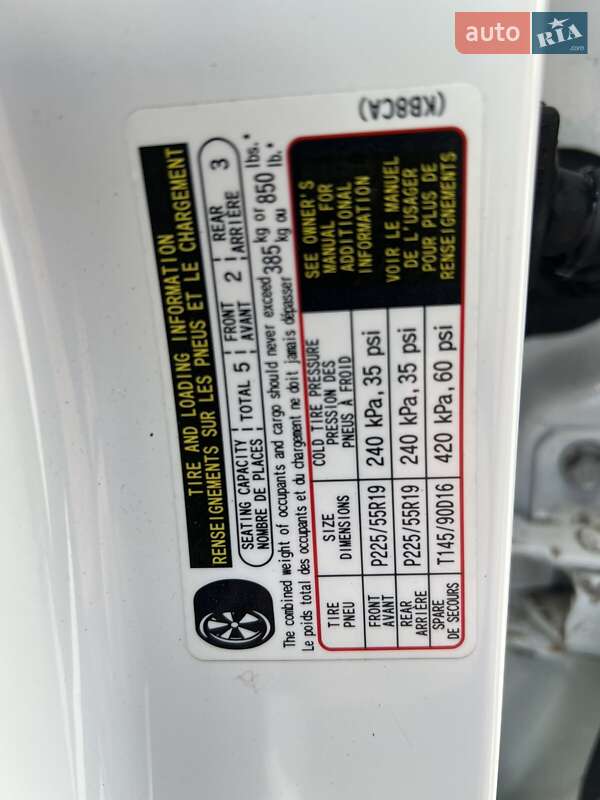 auto RIA.com
(KB8CA)
TIRE AND LOADING INFORMATION
RENSEIGNEMENTS SUR LES PNEUS ET LE CHARGEMENT
SEATING CAPACITY | TOTAL 5 | FRONT 2 | REAR 3
NOMBRE DE PLACES | AVANT | ARRIÈRE
The combined weight of occupants and cargo should never exceed 385 kg or 850 lbs.*
Le poids total des occupants et du chargement ne doit jamais dépasser kg ou lb.*
TIRE PNEU | SIZE DIMENSIONS | COLD TIRE PRESSURE PRESSION DES PNEUS À FROID
FRONT AVANT | P225/55R19 | 240 kPa, 35 psi
REAR ARRIÈRE | P225/55R19 | 240 kPa, 35 psi
SPARE DE SECOURS | T145/90D16 | 420 kPa, 60 psi
SEE OWNER'S
MANUAL FOR
ADDITIONAL
INFORMATION
VOIR LE MANUEL
DE L'USAGER
POUR PLUS DE
RENSEIGNEMENTS